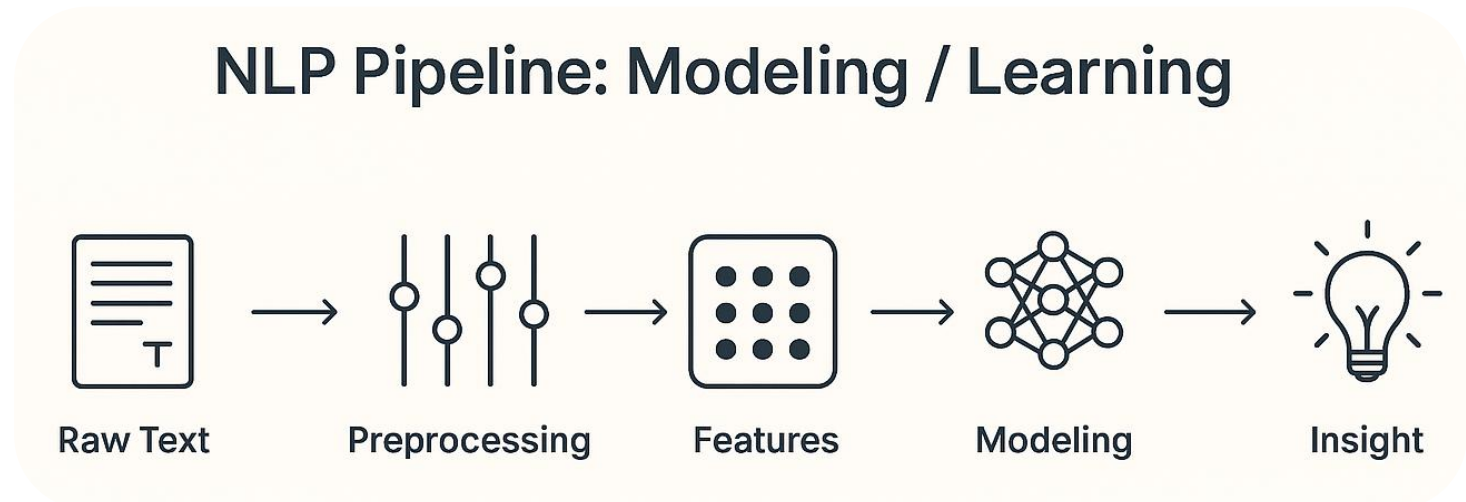 NLP Pipeline: Modeling / Learning
T
Raw Text
Preprocessing
Features
Modeling
Insight